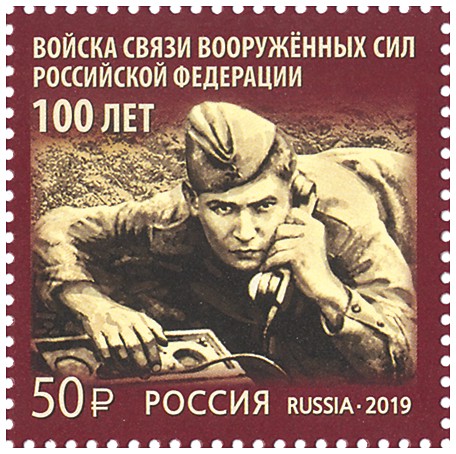 ВОЙСКА СВЯЗИ ВООРУЖЁННЫХ СИЛ
РОССИЙСКОЙ ФЕДЕРАЦИИ
100 ЛЕТ
50₽ РОССИЯ RUSSIA·2019